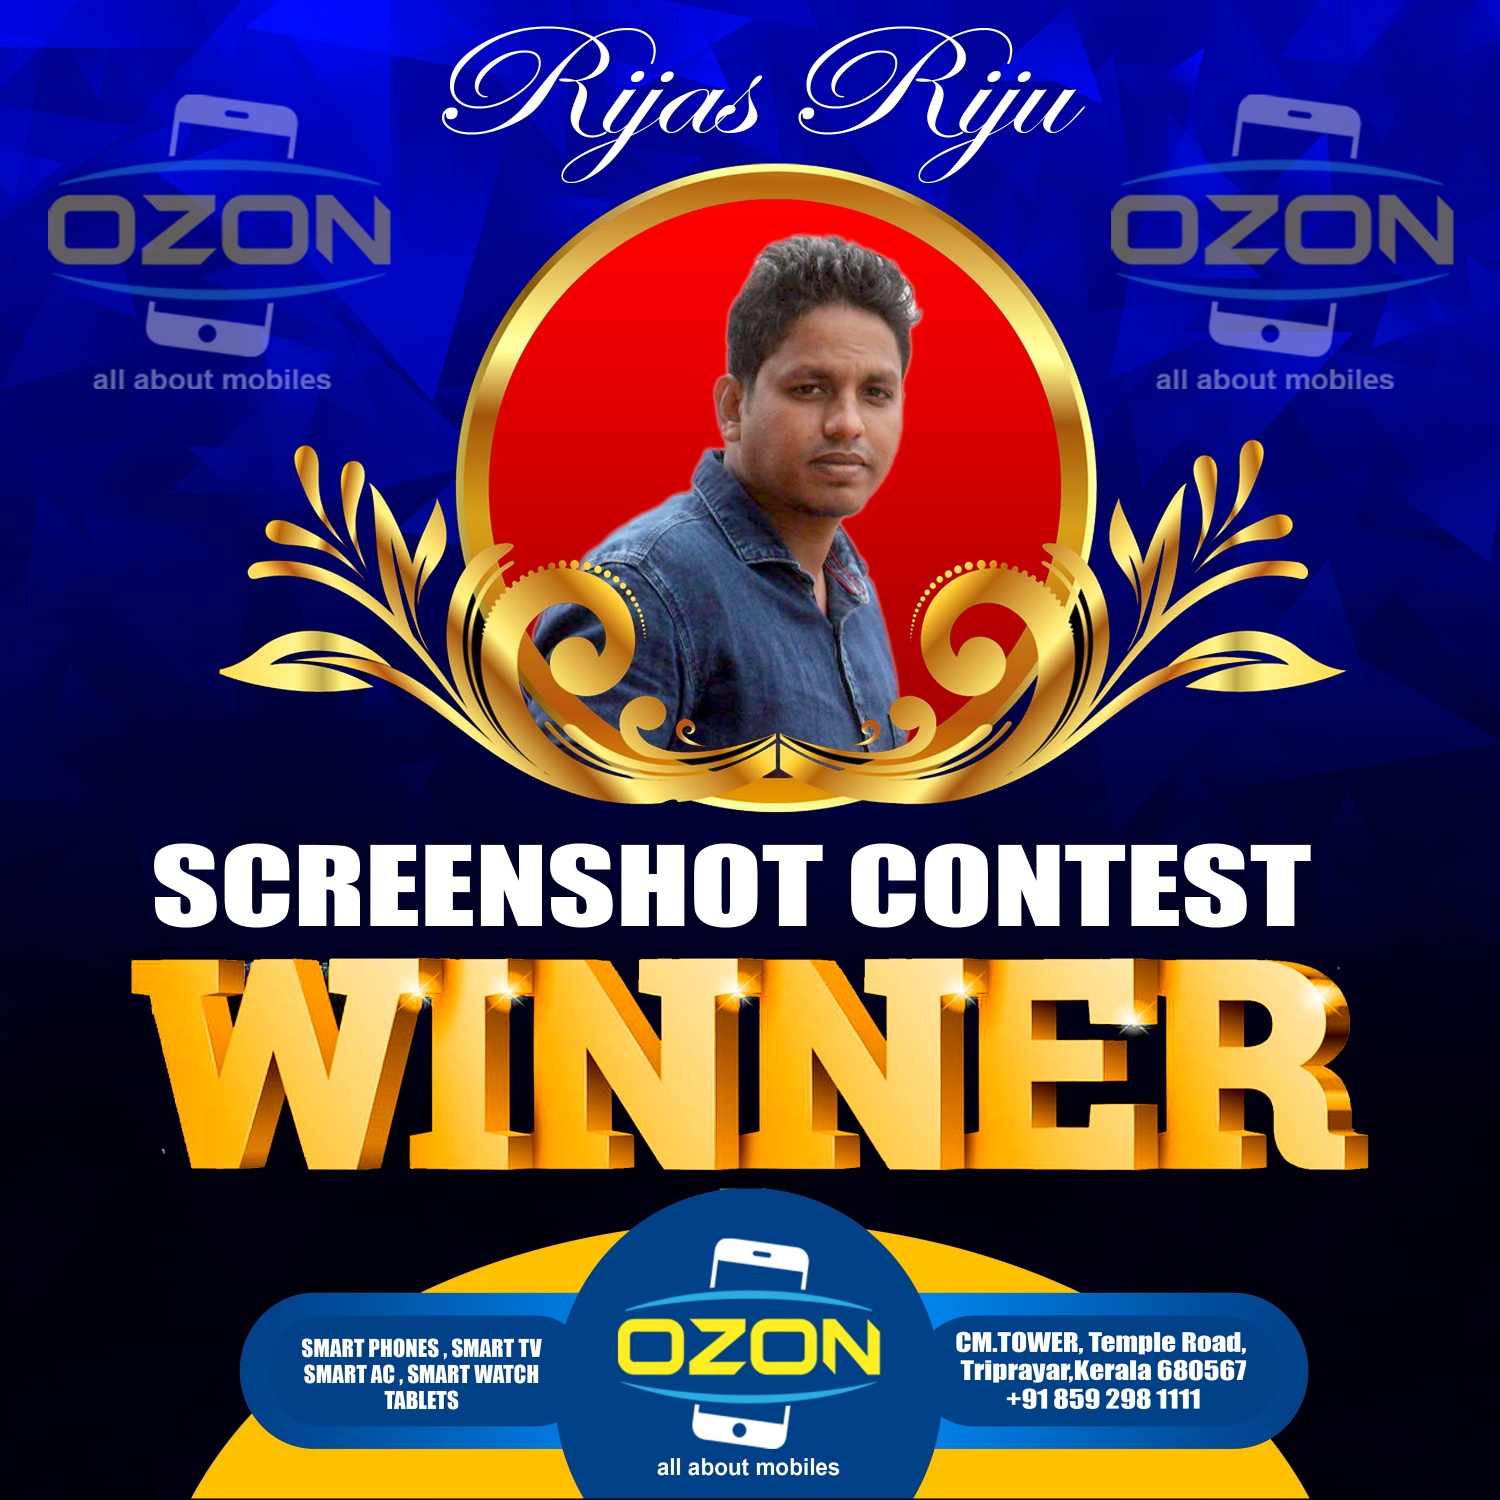 Rijas Riju
OZON
all about mobiles
OZON
all about mobiles
SCREENSHOT CONTEST
WINNER
SMART PHONES , SMART TV
SMART AC , SMART WATCH
TABLETS
OZON
all about mobiles
CM.TOWER, Temple Road,
Triprayar,Kerala 680567
+91 859 298 1111